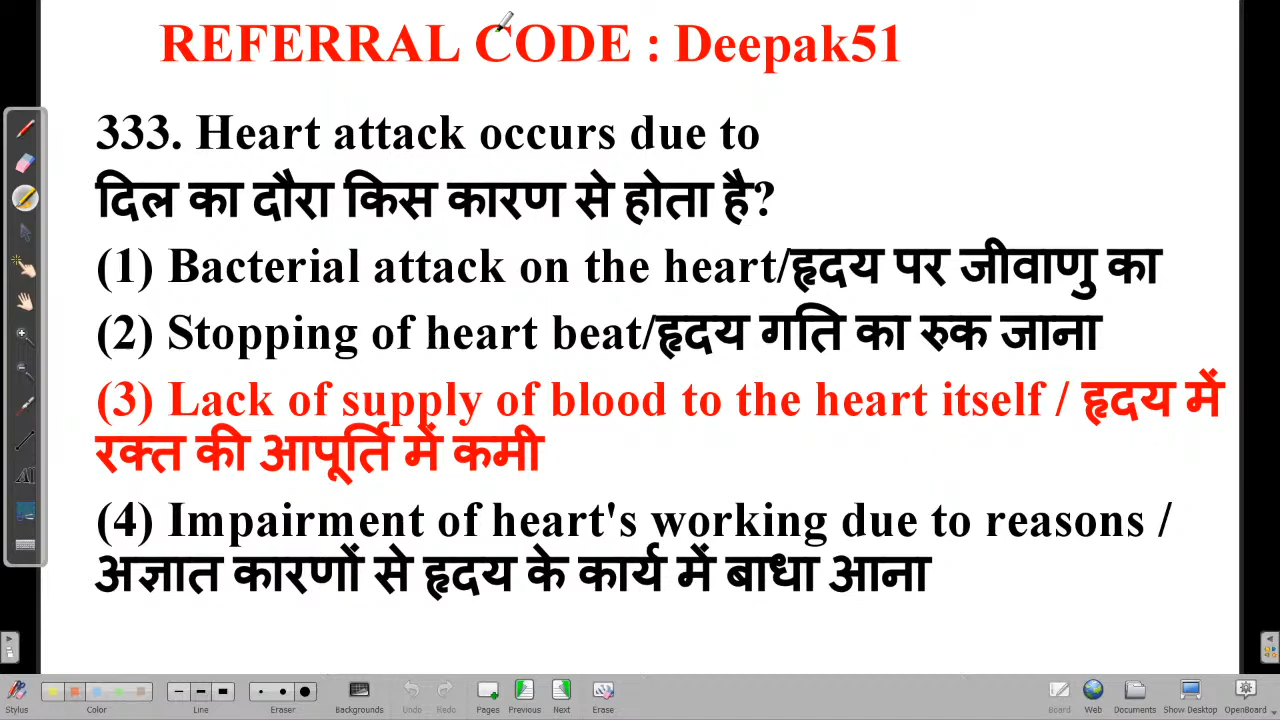 REFERRAL CODE : Deepak51
333. Heart attack occurs due to
दिल का दौरा किस कारण से होता है?
(1) Bacterial attack on the heart/हृदय पर जीवाणु का
(2) Stopping of heart beat/हृदय गति का रुक जाना
(3) Lack of supply of blood to the heart itself / हृदय में
रक्त की आपूर्ति में कमी
(4) Impairment of heart's working due to reasons /
अज्ञात कारणों से हृदय के कार्य में बाधा आना
Stylus Color Line Eraser Backgrounds Undo Redo Pages Previous Next Erase Board Web Documents Show Desktop OpenBoard